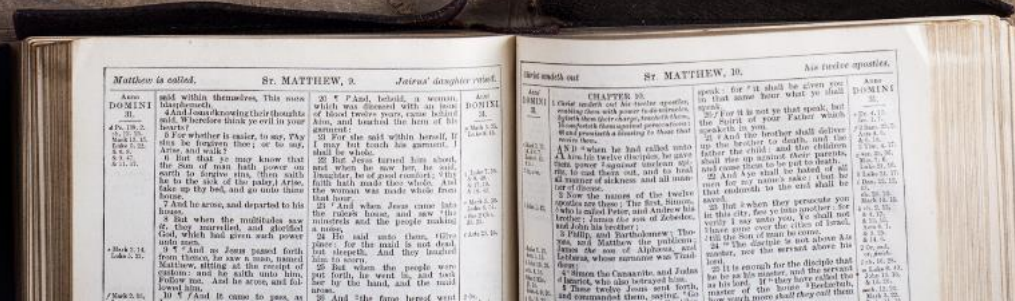 Matthew is called. ST. MATTHEW, 9. Jairus' daughter raised.
ANNO
DOMINI
31.
said within themselves, This man
blasphemeth.
4 And Jesus knowing their thoughts
said, Wherefore think ye evil in your
hearts?
5 For whether is easier, to say, Thy
sins be forgiven thee; or to say,
Arise, and walk?
6 But that ye may know that
the Son of man hath power on
earth to forgive sins, (then saith
he to the sick of the palsy,) Arise,
take up thy bed, and go unto thine
house.
7 And he arose, and departed to his
house.
8 But when the multitudes saw
it, they marvelled, and glorified
God, which had given such power
unto men.
9 ¶ And as Jesus passed forth
from thence, he saw a man, named
Matthew, sitting at the receipt of
custom: and he saith unto him,
Follow me. And he arose, and fol-
lowed him.
10 ¶ And it came to pass, as
20 ¶ And, behold, a woman,
which was diseased with an issue
of blood twelve years, came behind
him, and touched the hem of his
garment:
21 For she said within herself, If
I may but touch his garment, I
shall be whole.
22 But Jesus turned him about,
and when he saw her, he said,
Daughter, be of good comfort; thy
faith hath made thee whole. And
the woman was made whole from
that hour.
23 And when Jesus came into
the ruler's house, and saw the
minstrels and the people making
a noise,
24 He said unto them, Give
place: for the maid is not dead,
but sleepeth. And they laughed
him to scorn.
25 But when the people were
put forth, he went in, and took
her by the hand, and the maid
arose.
26 And the fame hereof went
ANNO
DOMINI
31.
Christ sendeth out ST. MATTHEW, 10. his twelve apostles.
CHAPTER 10.
1 Christ sendeth out his twelve apostles,
AND when he had called unto
him his twelve disciples, he gave
them power against unclean spi-
rits, to cast them out, and to heal
all manner of sickness and all man-
ner of disease.
2 Now the names of the twelve
apostles are these; The first, Simon,
who is called Peter, and Andrew his
brother; James the son of Zebedee,
and John his brother;
3 Philip, and Bartholomew; Tho-
mas, and Matthew the publican;
James the son of Alphæus, and
Lebbæus, whose surname was Thad-
dæus;
4 Simon the Canaanite, and Judas
Iscariot, who also betrayed him.
5 These twelve Jesus sent forth,
and commanded them, saying, Go
speak: for it shall be given you
in that same hour what ye shall
speak.
20 For it is not ye that speak, but
the Spirit of your Father which
speaketh in you.
21 And the brother shall deliver
up the brother to death, and the
father the child: and the children
shall rise up against their parents,
and cause them to be put to death.
22 And ye shall be hated of all
men for my name's sake: but he
that endureth to the end shall be
saved.
23 But when they persecute you
in this city, flee ye into another: for
verily I say unto you, Ye shall not
have gone over the cities of Israel,
till the Son of man be come.
24 The disciple is not above his
master, nor the servant above his
lord.
25 It is enough for the disciple that
he be as his master, and the servant
as his lord. If they have called the
master of the house Beelzebub,
how much more shall they call them
ANNO
DOMINI
31.